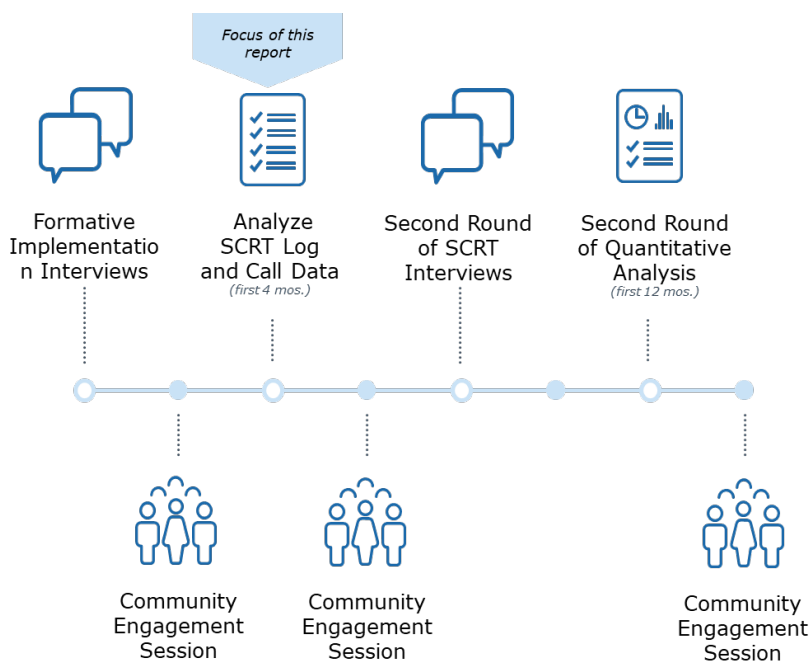 Focus of this
report
Formative
Implementatio
n Interviews
Analyze
SCRT Log
and Call Data
(first 4 mos.)
Second Round
of SCRT
Interviews
Second Round
of Quantitative
Analysis
(first 12 mos.)
Community
Engagement
Session
Community
Engagement
Session
Community
Engagement
Session